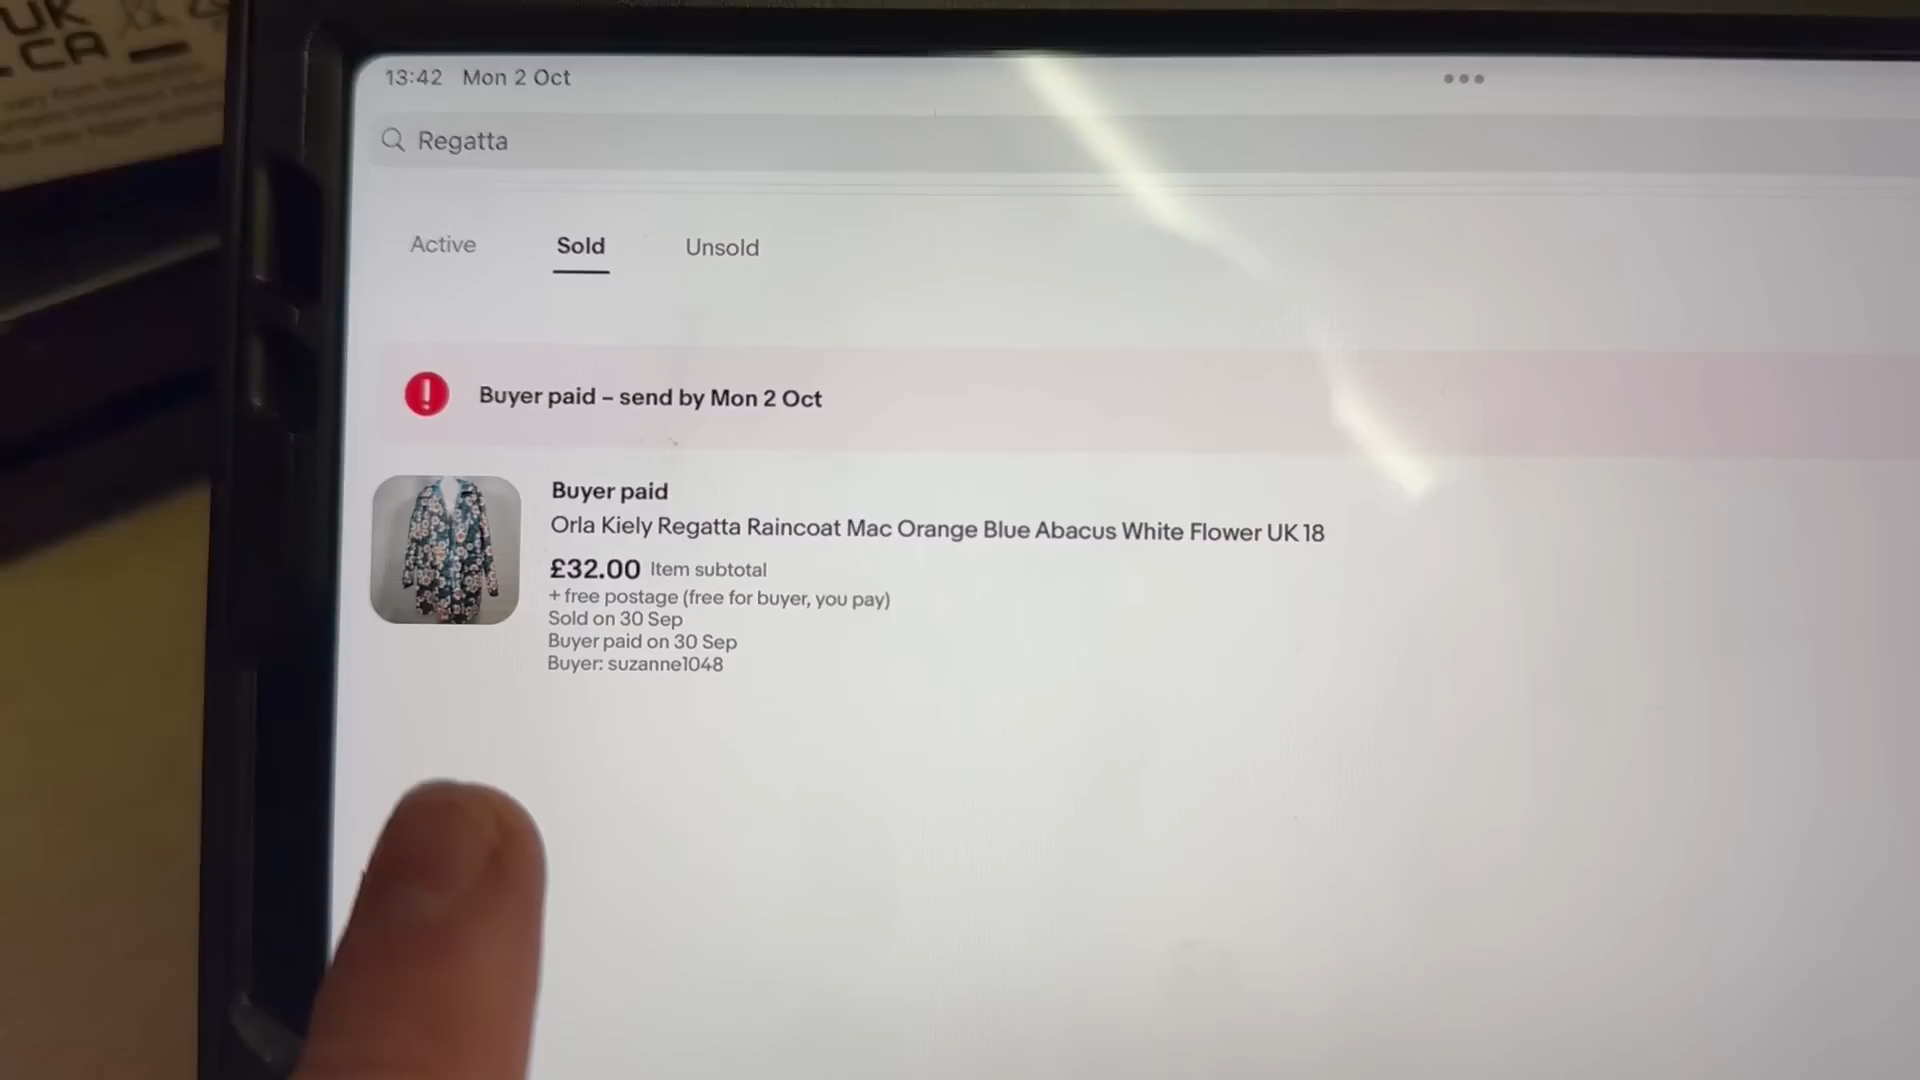 UK
CA
13:42 Mon 2 Oct
Regatta
Active Sold Unsold
Buyer paid – send by Mon 2 Oct
Buyer paid
Orla Kiely Regatta Raincoat Mac Orange Blue Abacus White Flower UK 18
£32.00 Item subtotal
+ free postage (free for buyer, you pay)
Sold on 30 Sep
Buyer paid on 30 Sep
Buyer: suzanne1048